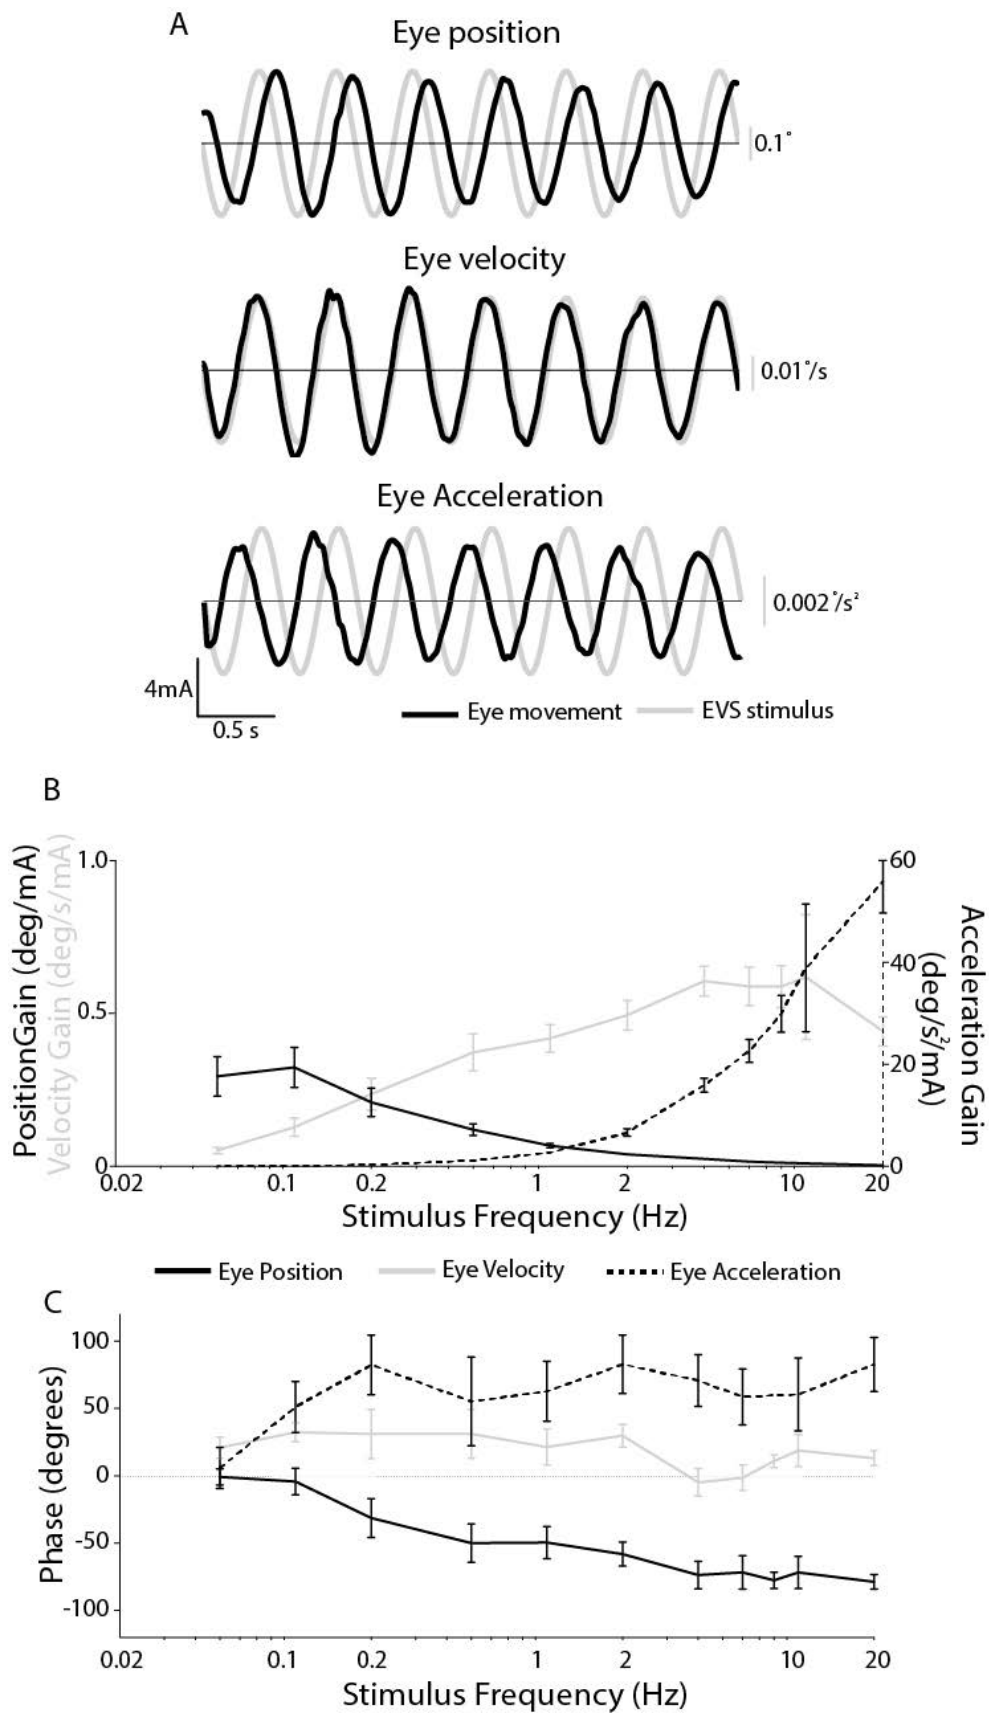 A
Eye position
0.1°
Eye velocity
0.01°/s
Eye Acceleration
0.002°/s²
4mA
0.5 s
Eye movement
EVS stimulus
B
PositionGain (deg/mA)
Velocity Gain (deg/s/mA)
1.0
0.5
0
60
40
20
0
Acceleration Gain
(deg/s²/mA)
0.02
0.1
0.2
1
2
10
20
Stimulus Frequency (Hz)
Eye Position
Eye Velocity
Eye Acceleration
C
Phase (degrees)
100
50
0
-50
-100
0.02
0.1
0.2
1
2
10
20
Stimulus Frequency (Hz)